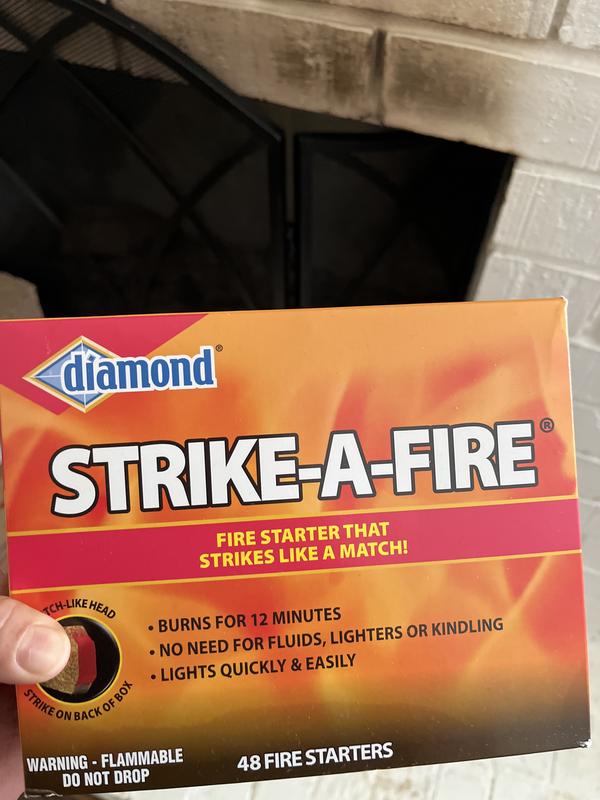 diamond®
STRIKE-A-FIRE®
FIRE STARTER THAT
STRIKES LIKE A MATCH!
TCH-LIKE HEAD
STRIKE ON BACK OF BOX
• BURNS FOR 12 MINUTES
• NO NEED FOR FLUIDS, LIGHTERS OR KINDLING
• LIGHTS QUICKLY & EASILY
WARNING - FLAMMABLE
DO NOT DROP
48 FIRE STARTERS